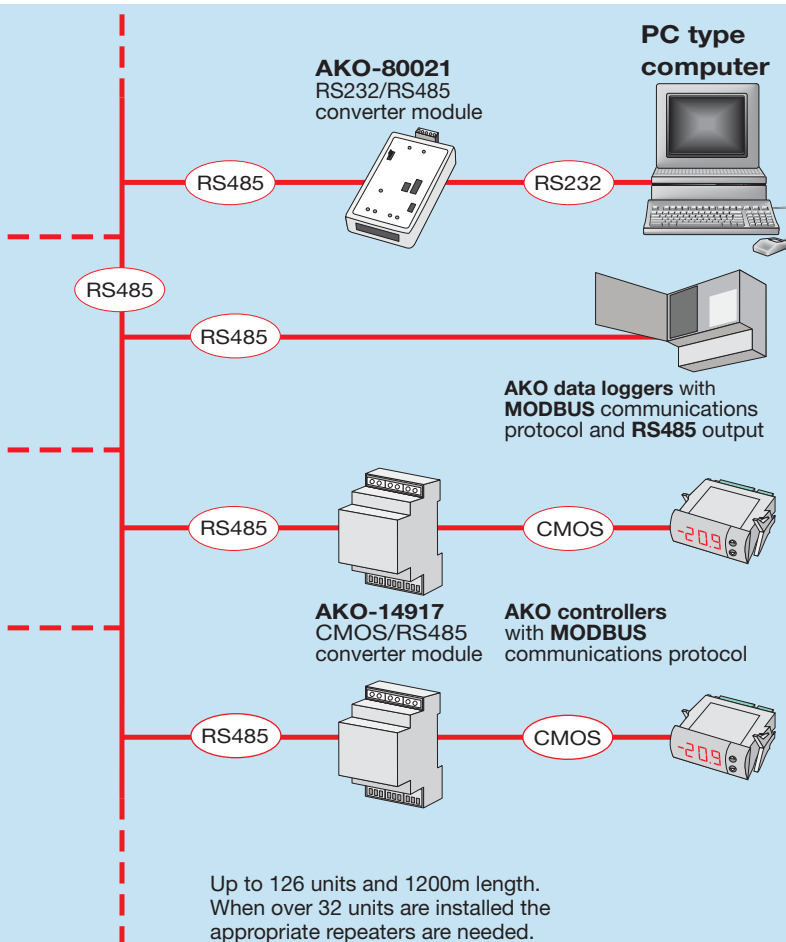 PC type
computer
AKO-80021
RS232/RS485
converter module
RS485
RS232
RS485
RS485
AKO data loggers with
MODBUS communications
protocol and RS485 output
RS485
CMOS
-20.9
AKO-14917
CMOS/RS485
converter module
AKO controllers
with MODBUS
communications protocol
RS485
CMOS
-20.9
Up to 126 units and 1200m length.
When over 32 units are installed the
appropriate repeaters are needed.